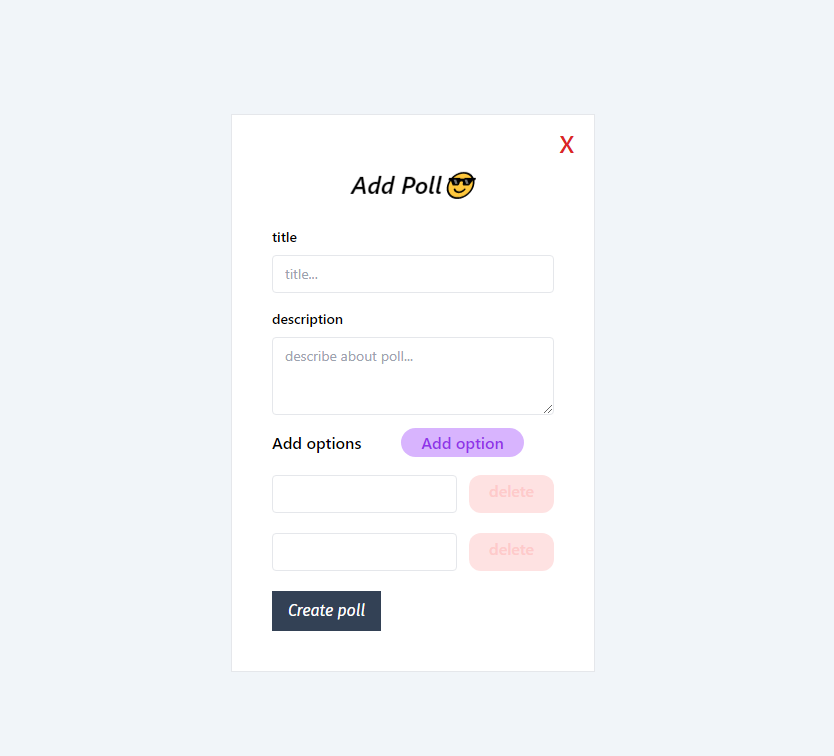 X
Add Poll 😎
title
title...
description
describe about poll...
Add options Add option
delete
delete
Create poll